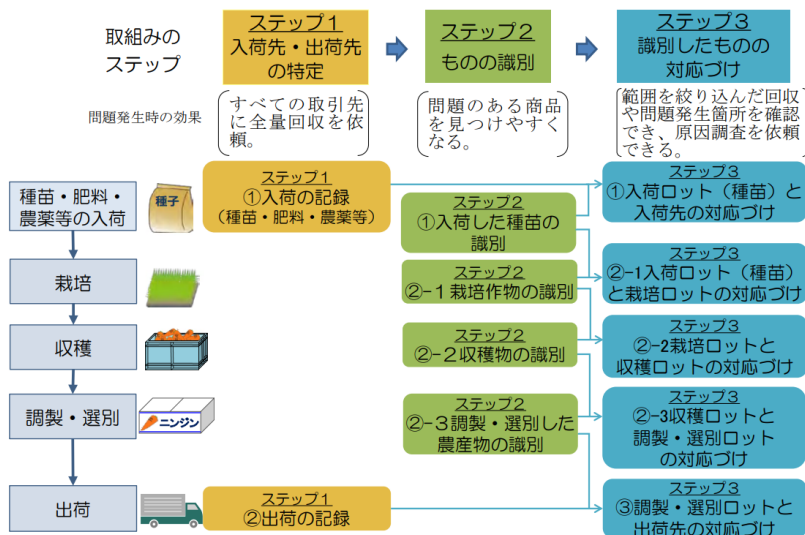 取組みの
ステップ
ステップ1
入荷先・出荷先
の特定
ステップ2
ものの識別
ステップ3
識別したものの
対応づけ
問題発生時の効果
すべての取引先
に全量回収を依
頼。
問題のある商品
を見つけやすく
なる。
範囲を絞り込んだ回収
や問題発生箇所を確認
でき、原因調査を依頼
できる。
種苗・肥料・
農薬等の入荷
種子
ステップ1
①入荷の記録
(種苗・肥料・農薬等)
ステップ3
①入荷ロット(種苗)と
入荷先の対応づけ
ステップ2
①入荷した種苗の
識別
栽培
ステップ2
②-1栽培作物の識別
ステップ3
②-1入荷ロット(種苗)
と栽培ロットの対応づけ
収穫
ステップ2
②-2収穫物の識別
ステップ3
②-2栽培ロットと
収穫ロットの対応づけ
調製・選別
ニンジン
ステップ2
②-3調製・選別した
農産物の識別
ステップ3
②-3収穫ロットと
調製・選別ロット
の対応づけ
出荷
ステップ1
②出荷の記録
ステップ3
③調製・選別ロットと
出荷先の対応づけ